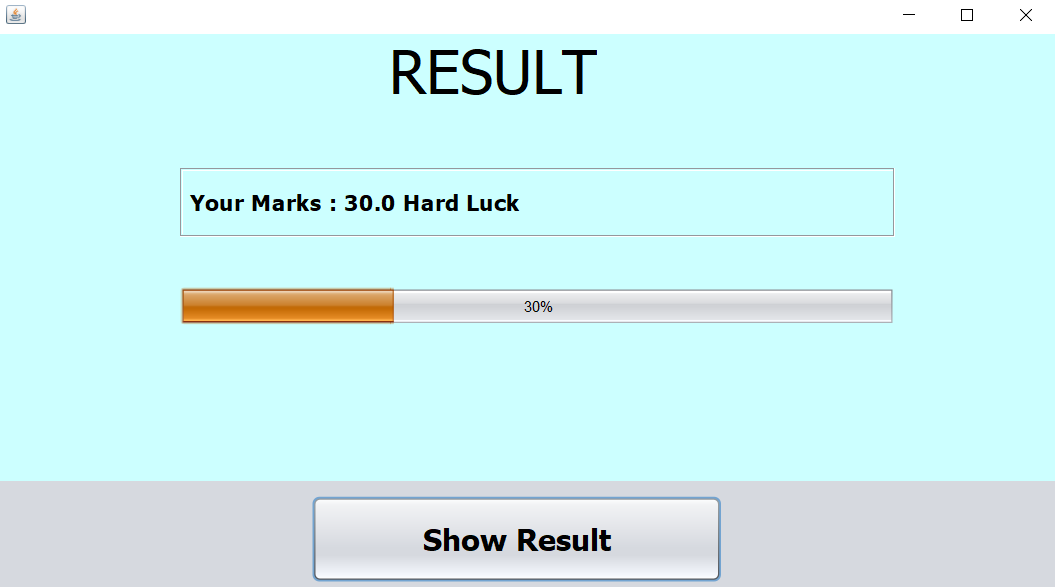 RESULT
Your Marks : 30.0 Hard Luck
30%
Show Result